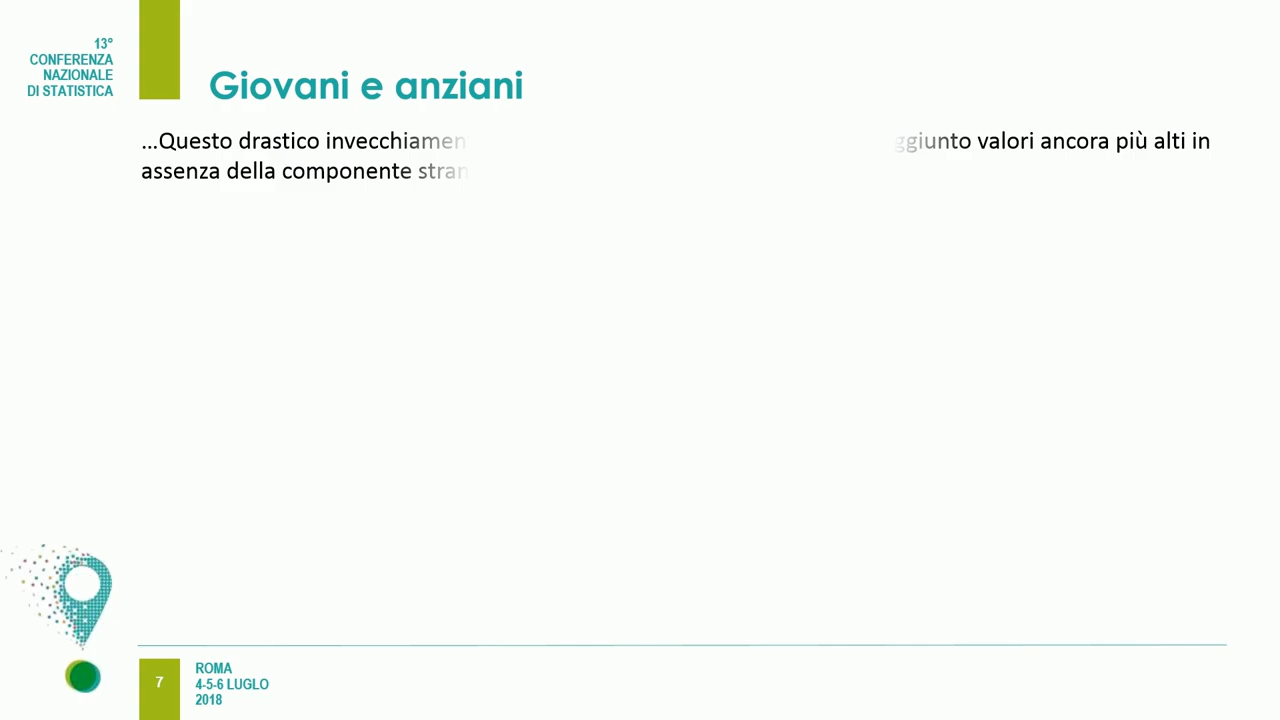 13°
CONFERENZA
NAZIONALE
DI STATISTICA
Giovani e anziani
...Questo drastico invecchiamen ggiunto valori ancora più alti in
assenza della componente stran
7
ROMA
4-5-6 LUGLIO
2018